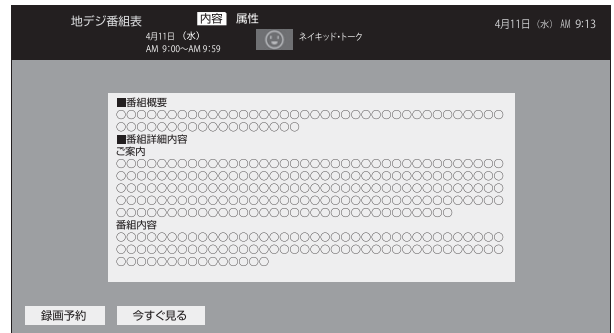 地デジ番組表 内容 属性
4月11日（水） AM 9:13
4月11日（水）
AM 9:00～AM 9:59
ネイキッド・トーク
■番組概要
○○○○○○○○○○○○○○○○○○○○○○○○○○○○○○○○○○○○○○
○○○○○○○○○○○○○○○○○○
■番組詳細内容
ご案内
○○○○○○○○○○○○○○○○○○○○○○○○○○○○○○○○○○○○○○
○○○○○○○○○○○○○○○○○○○○○○○○○○○○○○○○○○○○○○
○○○○○○○○○○○○○○○○○○○○○○○○○○○○○○○○○○○○○○
○○○○○○○○○○○○○○○○○○○○○○○○○○○○○○○○○○○○○○
○○○○○○○○○○○○○○○○○○○○○○○○○○○○○○○○○
番組内容
○○○○○○○○○○○○○○○○○○○○○○○○○○○○○○○○○○○○○○
○○○○○○○○○○○○○○○○○○○○○○○○○○○○○○○○○○○○○○
○○○○○○○○○○○○○○○
録画予約 今すぐ見る